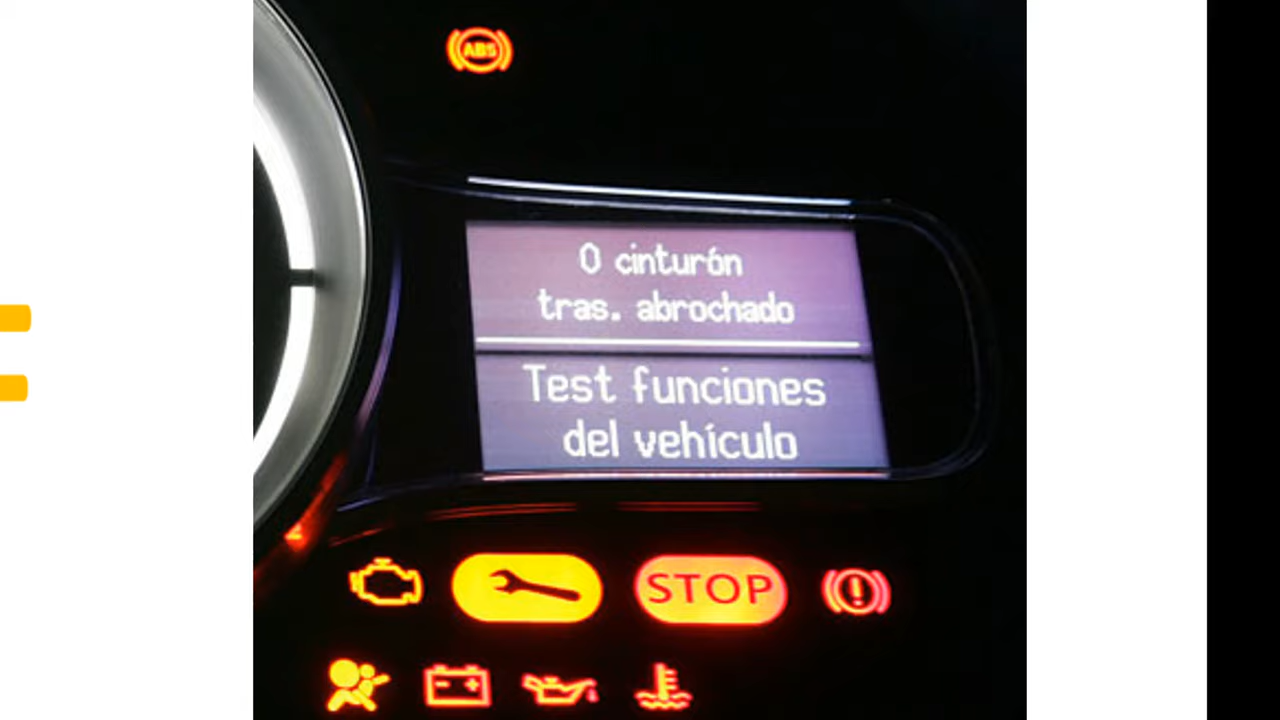 ABS
0 cinturón
tras. abrochado
Test funciones
del vehículo
STOP